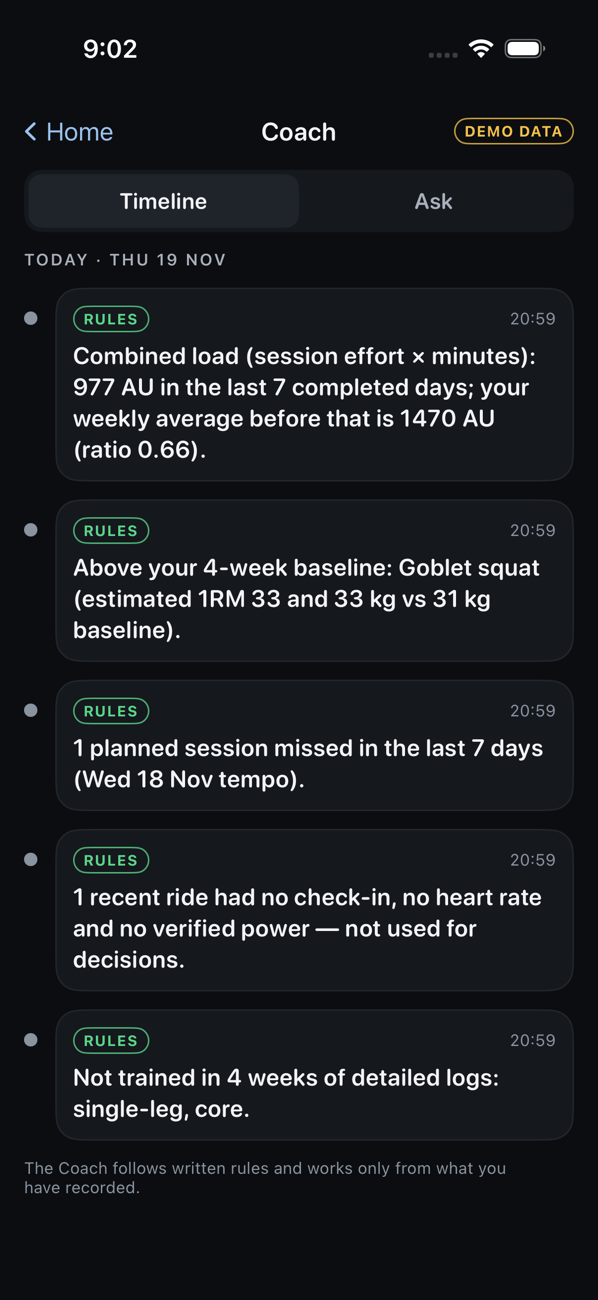 9:02
Home
Coach
DEMO DATA
Timeline
Ask
TODAY · THU 19 NOV
RULES
20:59
Combined load (session effort × minutes):
977 AU in the last 7 completed days; your
weekly average before that is 1470 AU
(ratio 0.66).
RULES
20:59
Above your 4-week baseline: Goblet squat
(estimated 1RM 33 and 33 kg vs 31 kg
baseline).
RULES
20:59
1 planned session missed in the last 7 days
(Wed 18 Nov tempo).
RULES
20:59
1 recent ride had no check-in, no heart rate
and no verified power — not used for
decisions.
RULES
20:59
Not trained in 4 weeks of detailed logs:
single-leg, core.
The Coach follows written rules and works only from what you
have recorded.